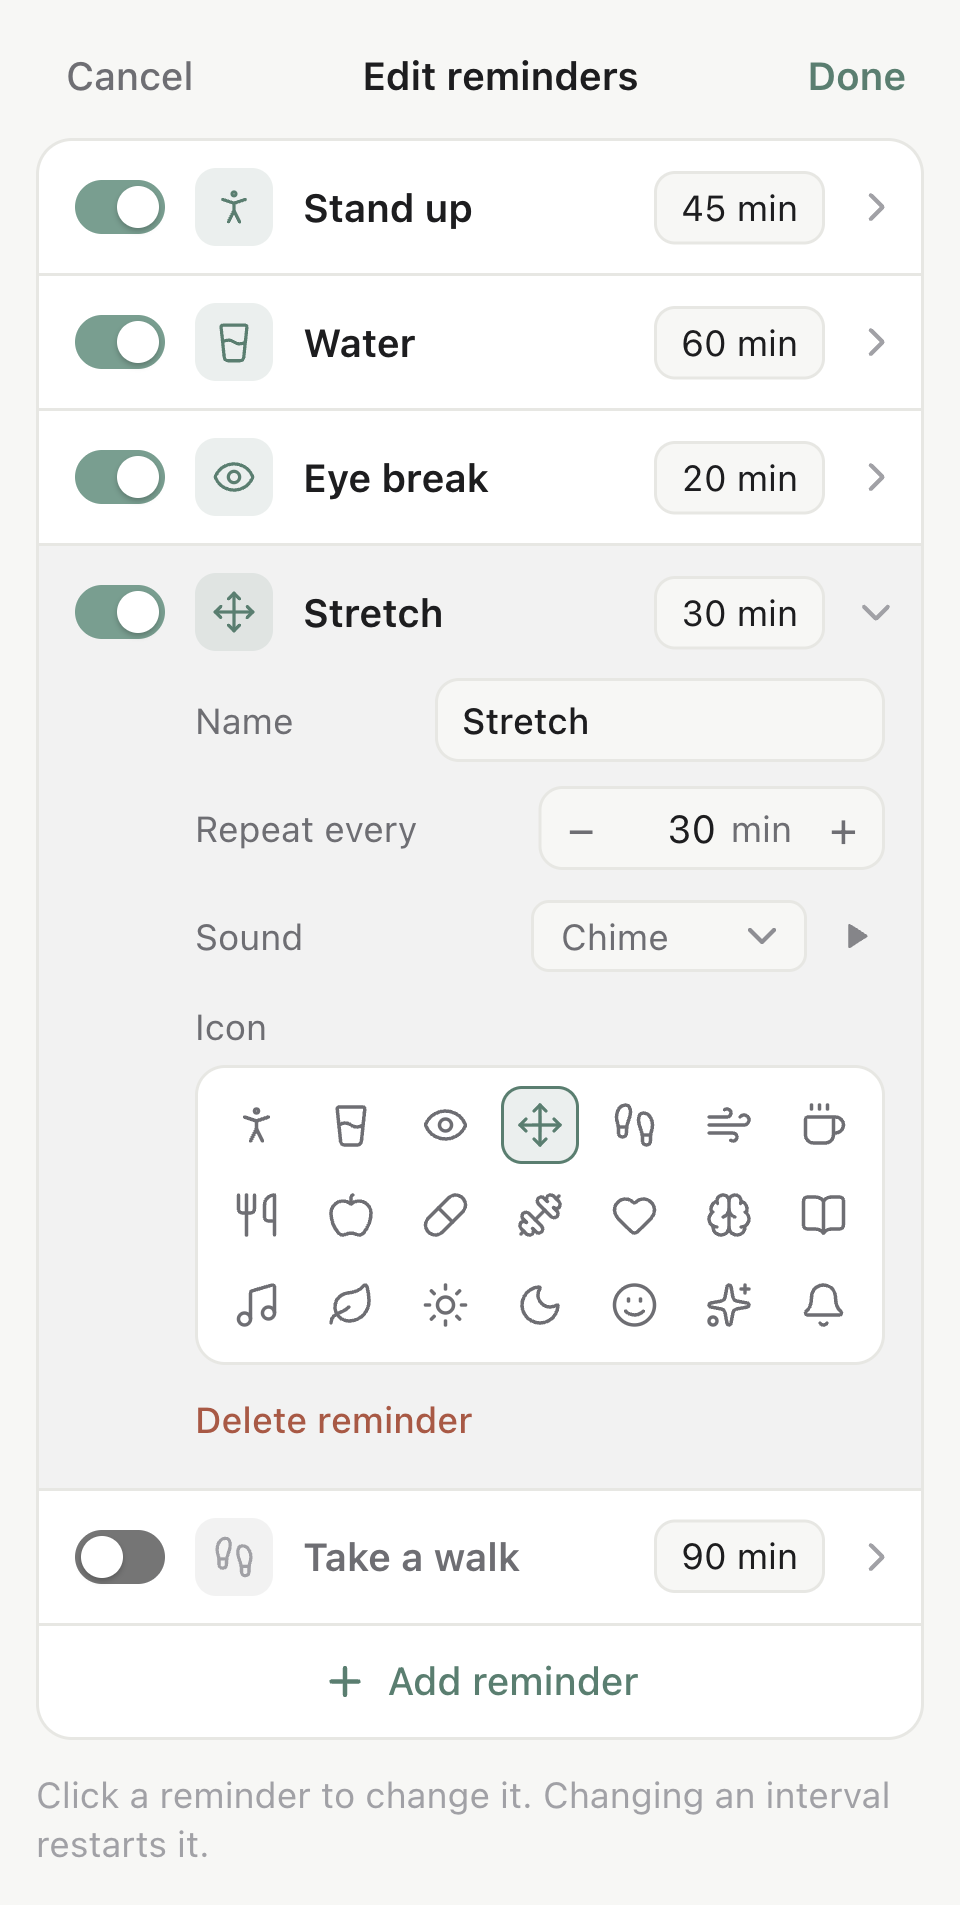 Cancel Edit reminders Done
Stand up 45 min
Water 60 min
Eye break 20 min
Stretch 30 min
Name Stretch
Repeat every − 30 min +
Sound Chime
Icon
Delete reminder
Take a walk 90 min
+ Add reminder
Click a reminder to change it. Changing an interval
restarts it.